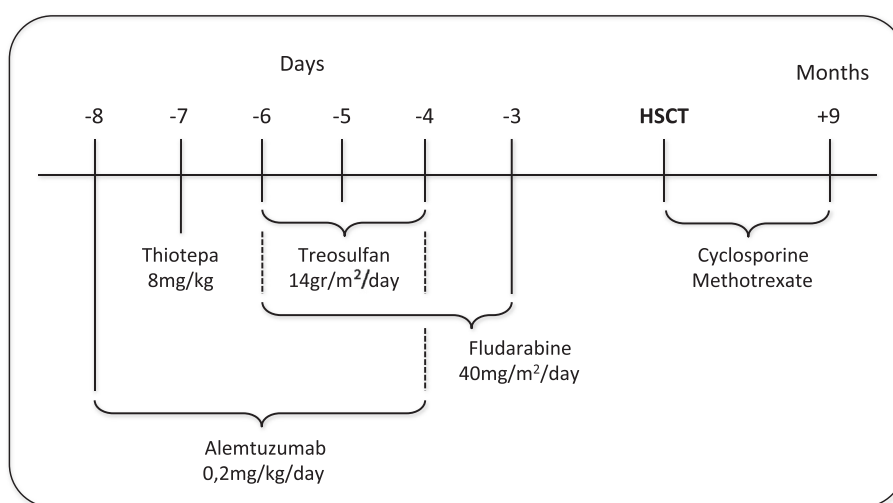 Days
Months
-8 -7 -6 -5 -4 -3 HSCT +9
Thiotepa
8mg/kg
Treosulfan
14gr/m²/day
Cyclosporine
Methotrexate
Fludarabine
40mg/m²/day
Alemtuzumab
0,2mg/kg/day